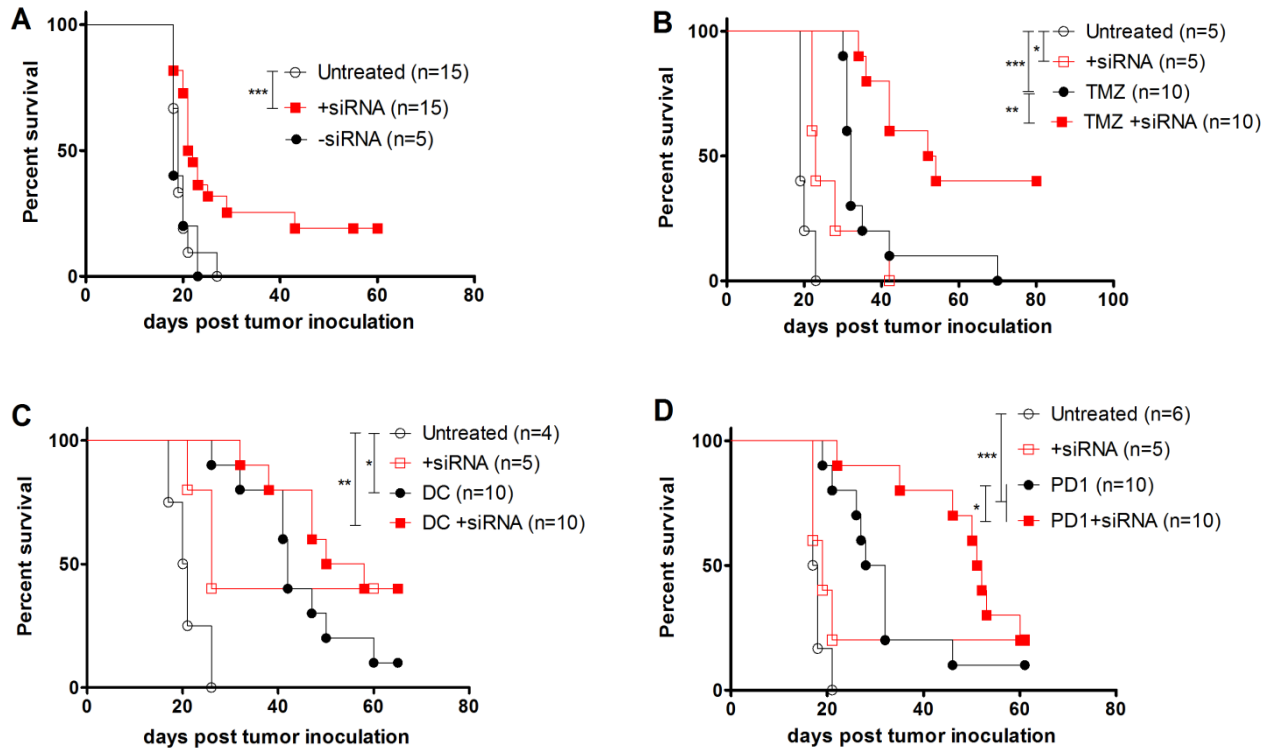 A
Percent survival
100
50
0
0 20 40 60 80
days post tumor inoculation
Untreated (n=15)
+siRNA (n=15)
-siRNA (n=5)
***
B
Percent survival
100
50
0
0 20 40 60 80 100
days post tumor inoculation
Untreated (n=5)
+siRNA (n=5)
TMZ (n=10)
TMZ +siRNA (n=10)
*
***
**
C
Percent survival
100
50
0
0 20 40 60 80
days post tumor inoculation
Untreated (n=4)
+siRNA (n=5)
DC (n=10)
DC +siRNA (n=10)
*
**
D
Percent survival
100
50
0
0 20 40 60 80
days post tumor inoculation
Untreated (n=6)
+siRNA (n=5)
PD1 (n=10)
PD1+siRNA (n=10)
***
*